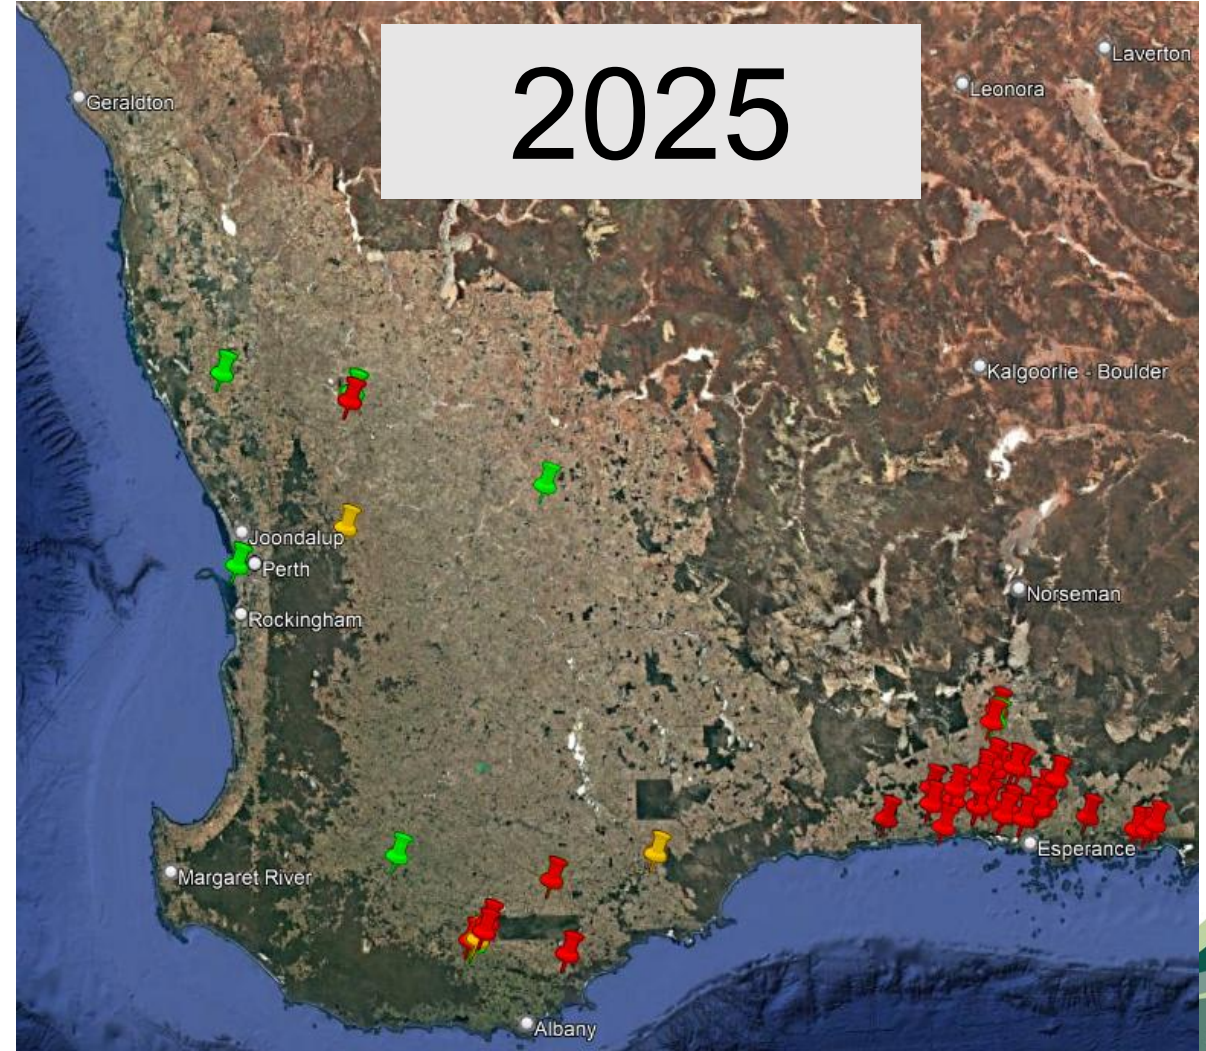 2025
Laverton
Leonora
Geraldton
Kalgoorlie - Boulder
Joondalup
Perth
Norseman
Rockingham
Esperance
Margaret River
Albany